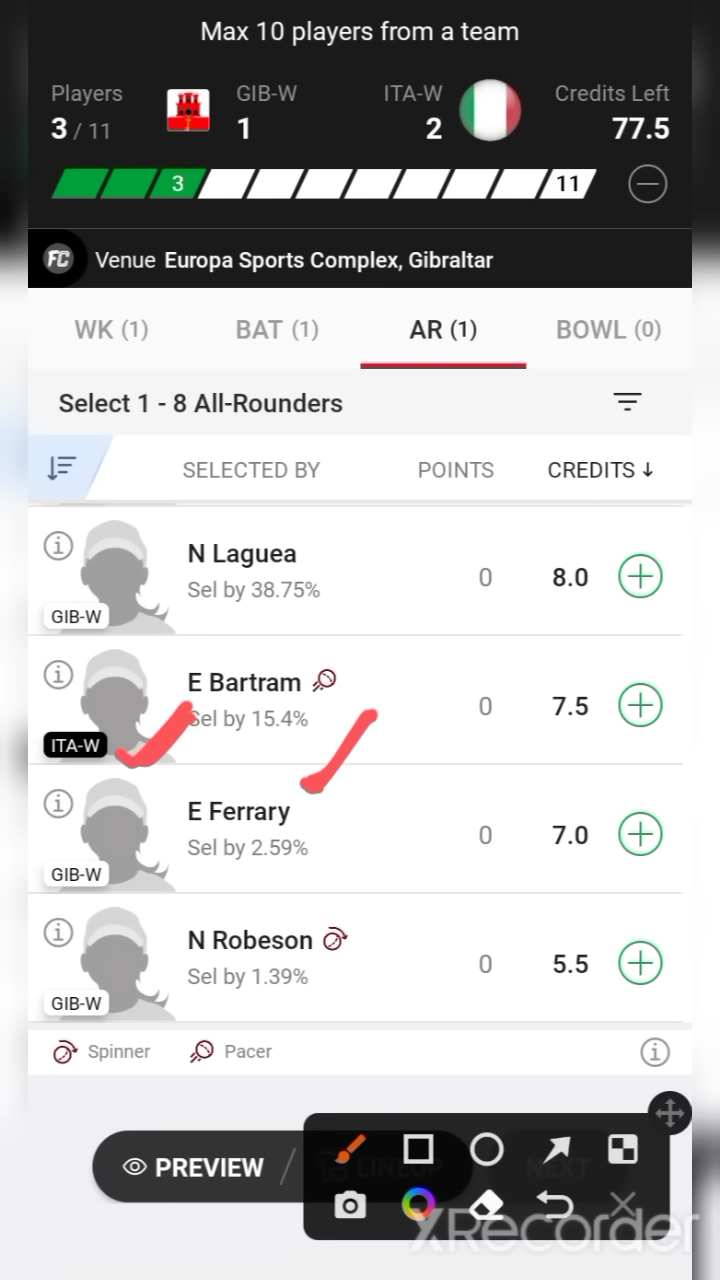 Max 10 players from a team
Players GIB-W ITA-W Credits Left
3 / 11 1 2 77.5
3 11
FC Venue Europa Sports Complex, Gibraltar
WK (1) BAT (1) AR (1) BOWL (0)
Select 1 - 8 All-Rounders
SELECTED BY POINTS CREDITS ↓
N Laguea
Sel by 38.75% 0 8.0
GIB-W
E Bartram
Sel by 15.4% 0 7.5
ITA-W
E Ferrary
Sel by 2.59% 0 7.0
GIB-W
N Robeson
Sel by 1.39% 0 5.5
GIB-W
Spinner Pacer
PREVIEW / LINEUP NEXT
XRecorder